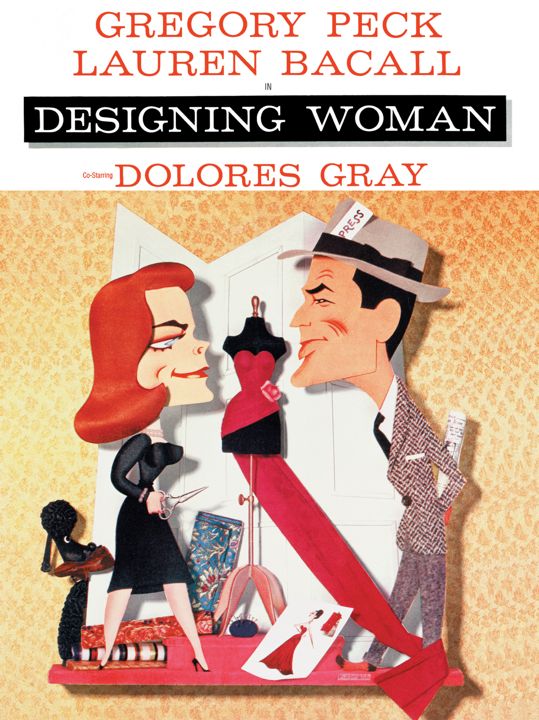 GREGORY PECK
LAUREN BACALL
IN
DESIGNING WOMAN
Co-Starring DOLORES GRAY
PRESS